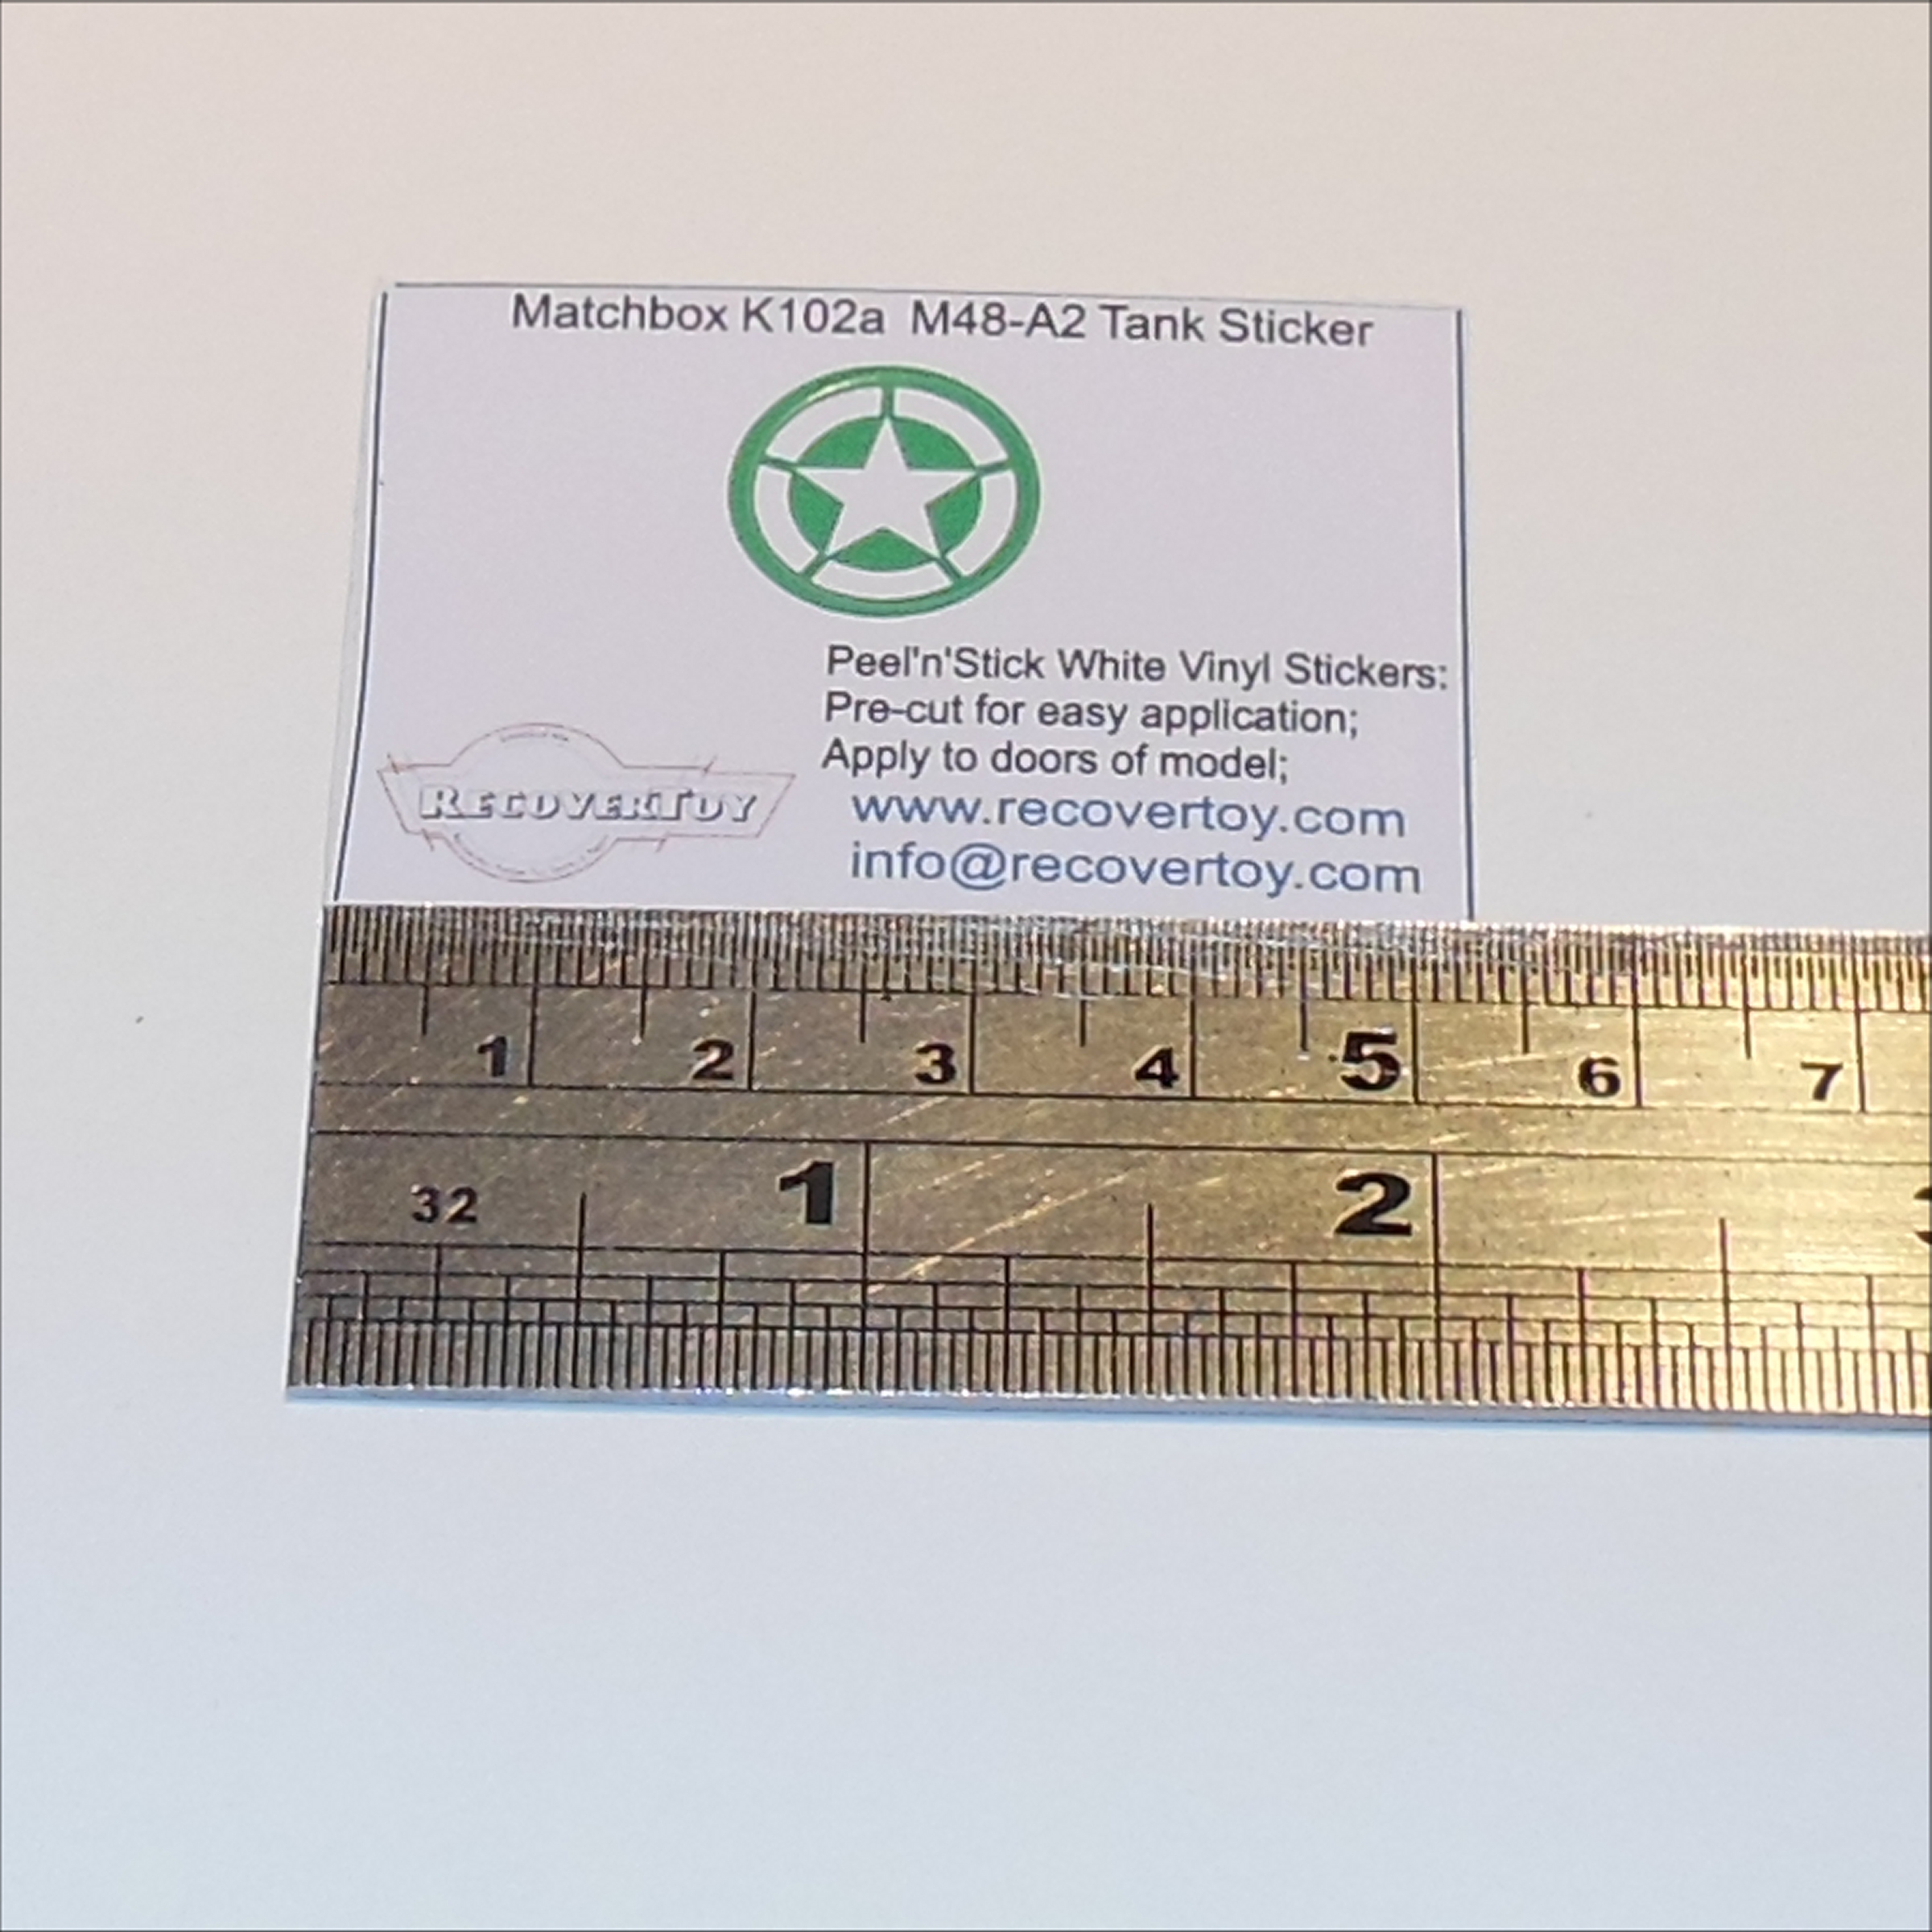 Matchbox K102a M48-A2 Tank Sticker
Peel'n'Stick White Vinyl Stickers:
Pre-cut for easy application;
Apply to doors of model;
www.recovertoy.com
info@recovertoy.com
RECOVERTOY
1 2 3 4 5 6 7
32 1 2